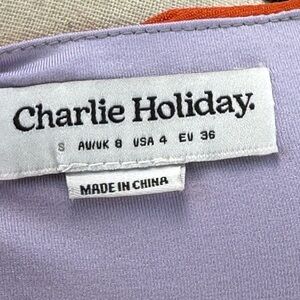 Charlie Holiday.
S AU/UK 8 USA 4 EU 36
MADE IN CHINA